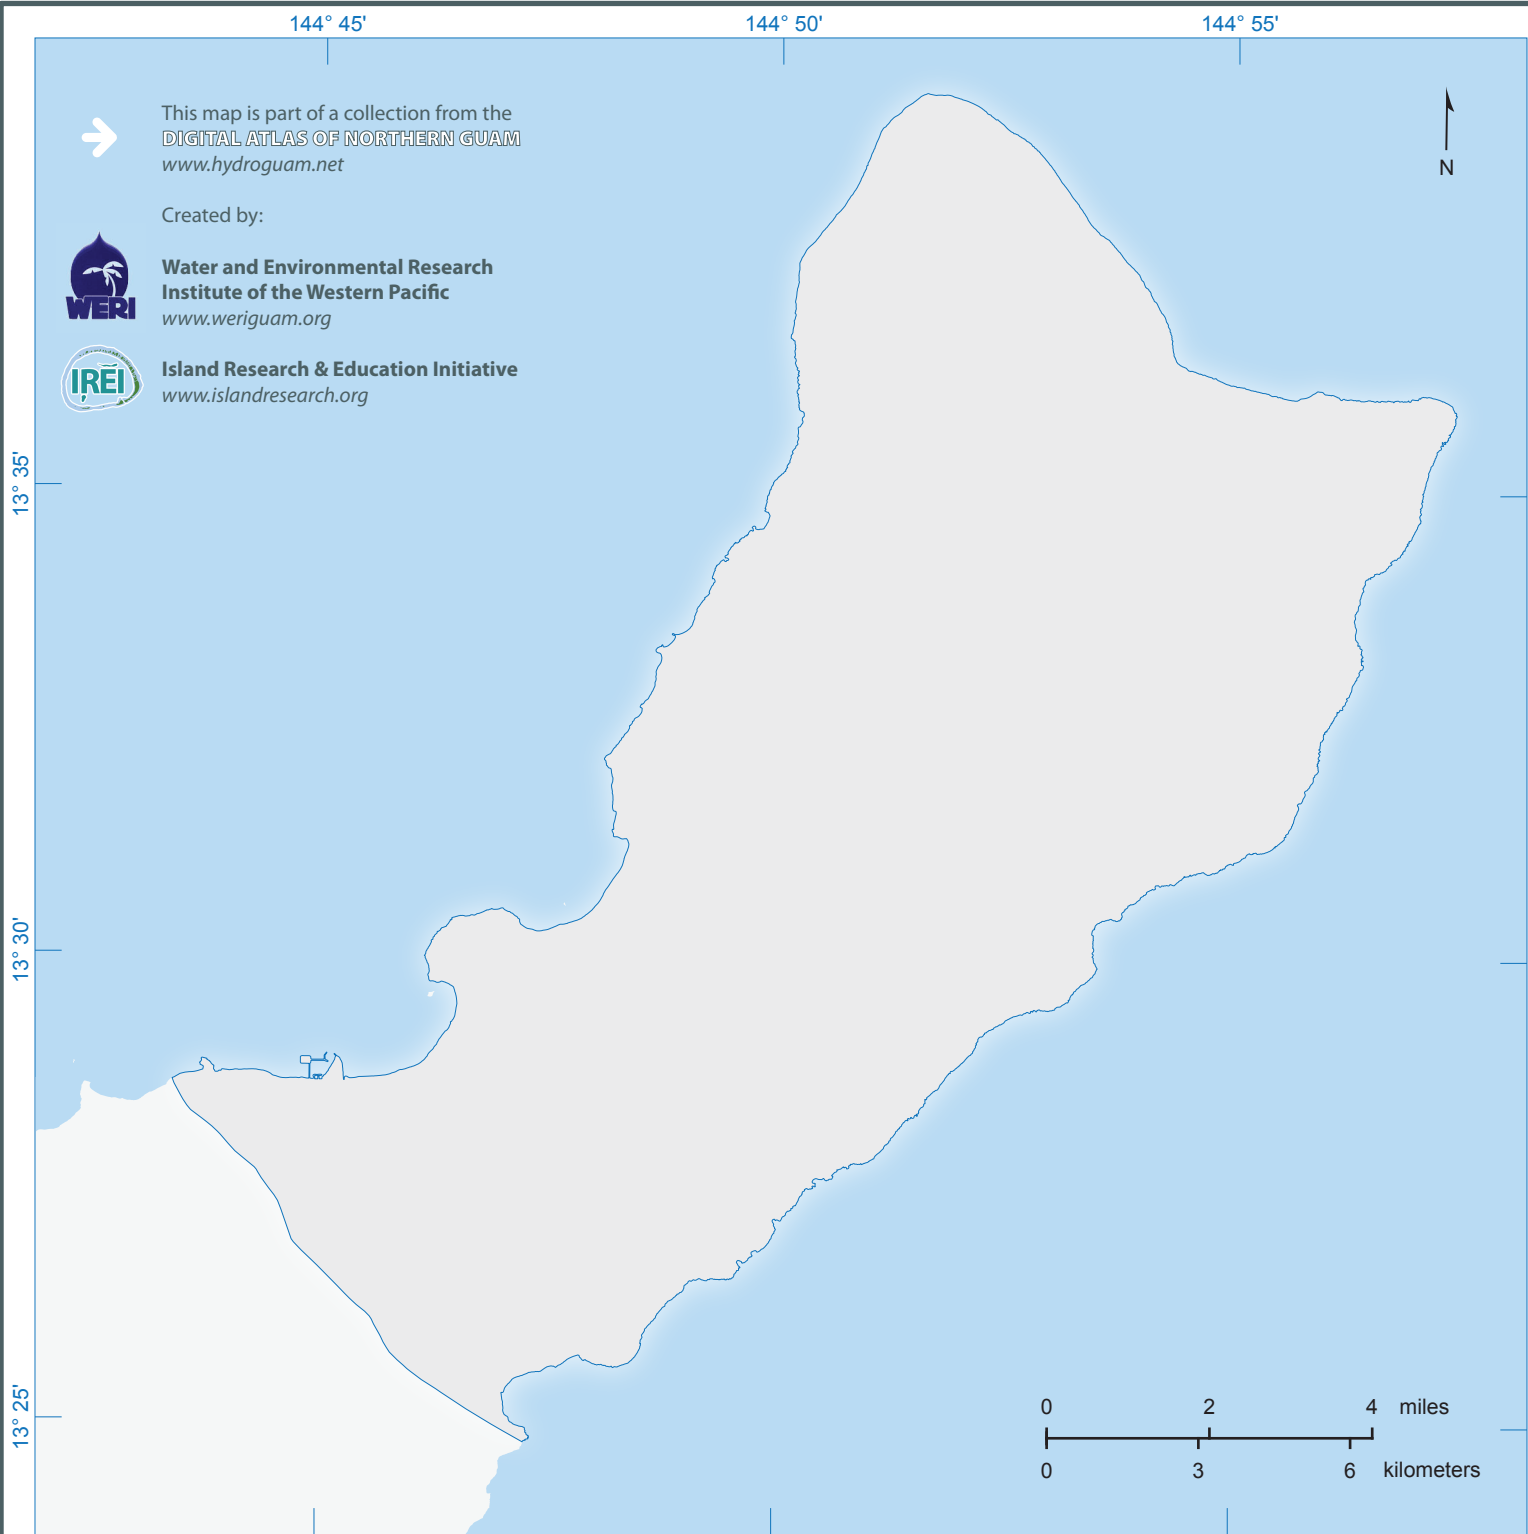 144° 45' 144° 50' 144° 55'
This map is part of a collection from the
DIGITAL ATLAS OF NORTHERN GUAM
www.hydroguam.net
N
Created by:
Water and Environmental Research
Institute of the Western Pacific
www.weriguam.org
WERI
Island Research & Education Initiative
www.islandresearch.org
IREI
13° 35'
13° 30'
13° 25'
0 2 4 miles
0 3 6 kilometers